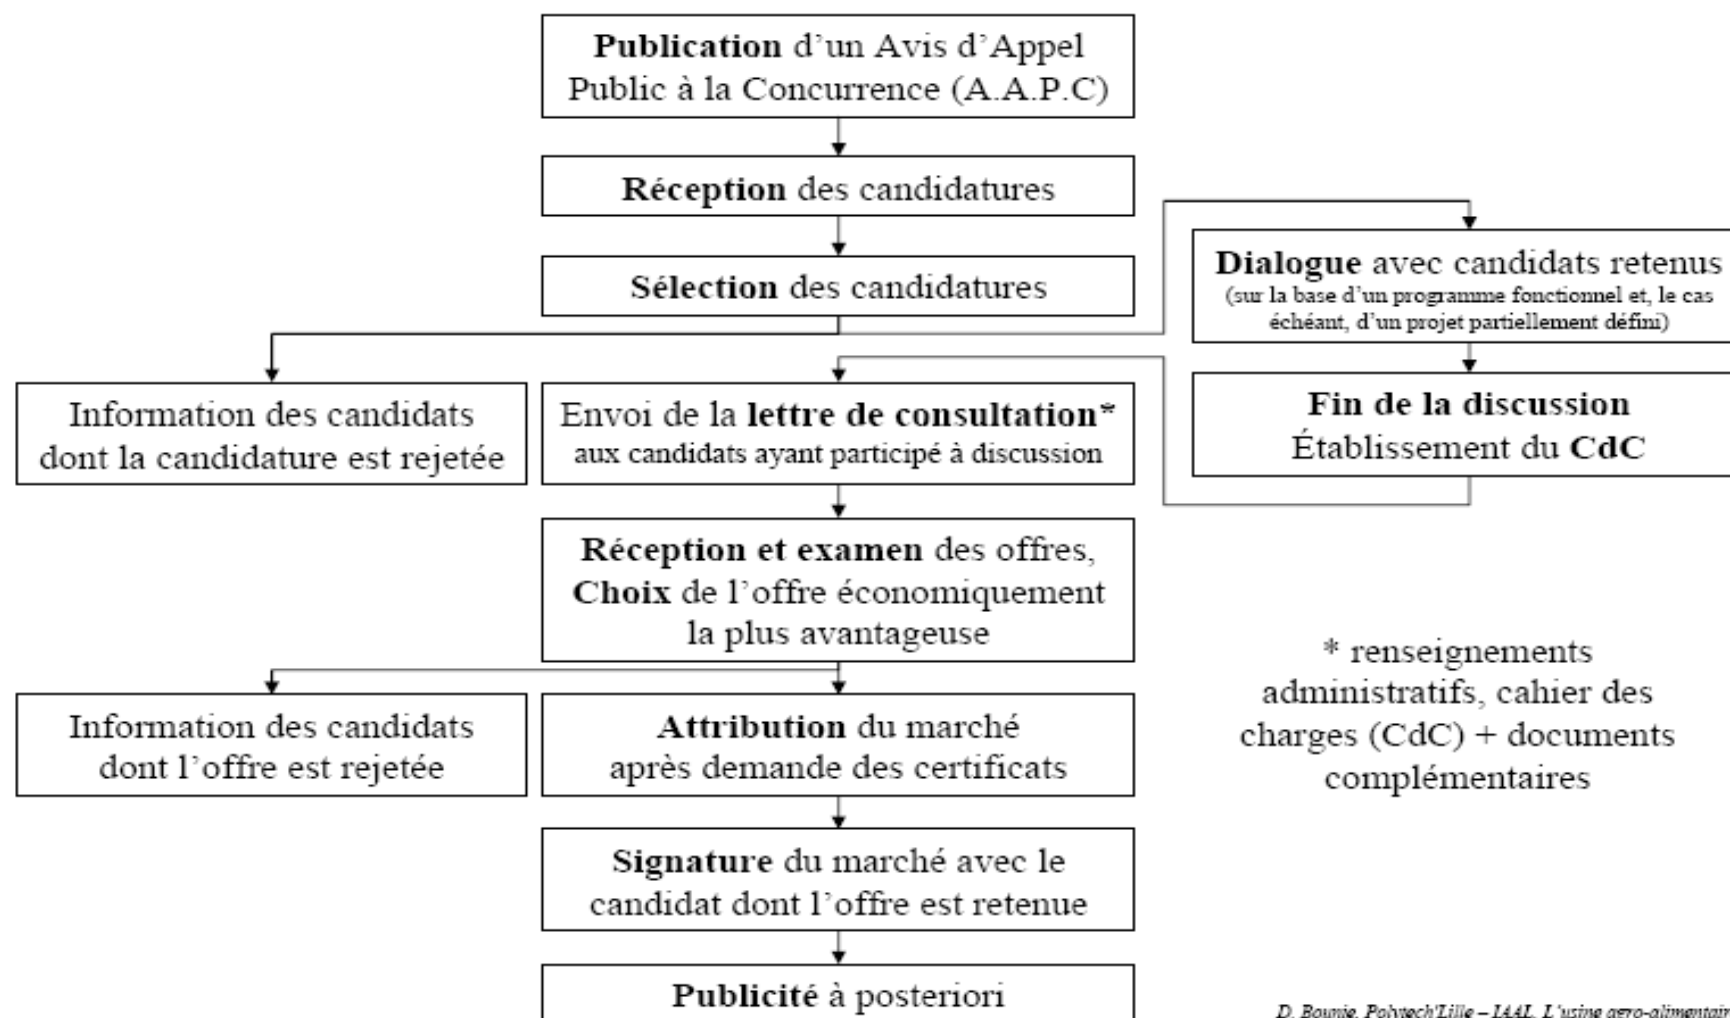 Publication d'un Avis d'Appel
Public à la Concurrence (A.A.P.C)
Réception des candidatures
Sélection des candidatures
Dialogue avec candidats retenus
(sur la base d'un programme fonctionnel et, le cas
échéant, d'un projet partiellement défini)
Fin de la discussion
Établissement du CdC
Information des candidats
dont la candidature est rejetée
Envoi de la lettre de consultation*
aux candidats ayant participé à discussion
Réception et examen des offres,
Choix de l'offre économiquement
la plus avantageuse
* renseignements
administratifs, cahier des
charges (CdC) + documents
complémentaires
Information des candidats
dont l'offre est rejetée
Attribution du marché
après demande des certificats
Signature du marché avec le
candidat dont l'offre est retenue
Publicité à posteriori
D. Bounie, Polytech'Lille – IAAL, L'usine agro-alimentair